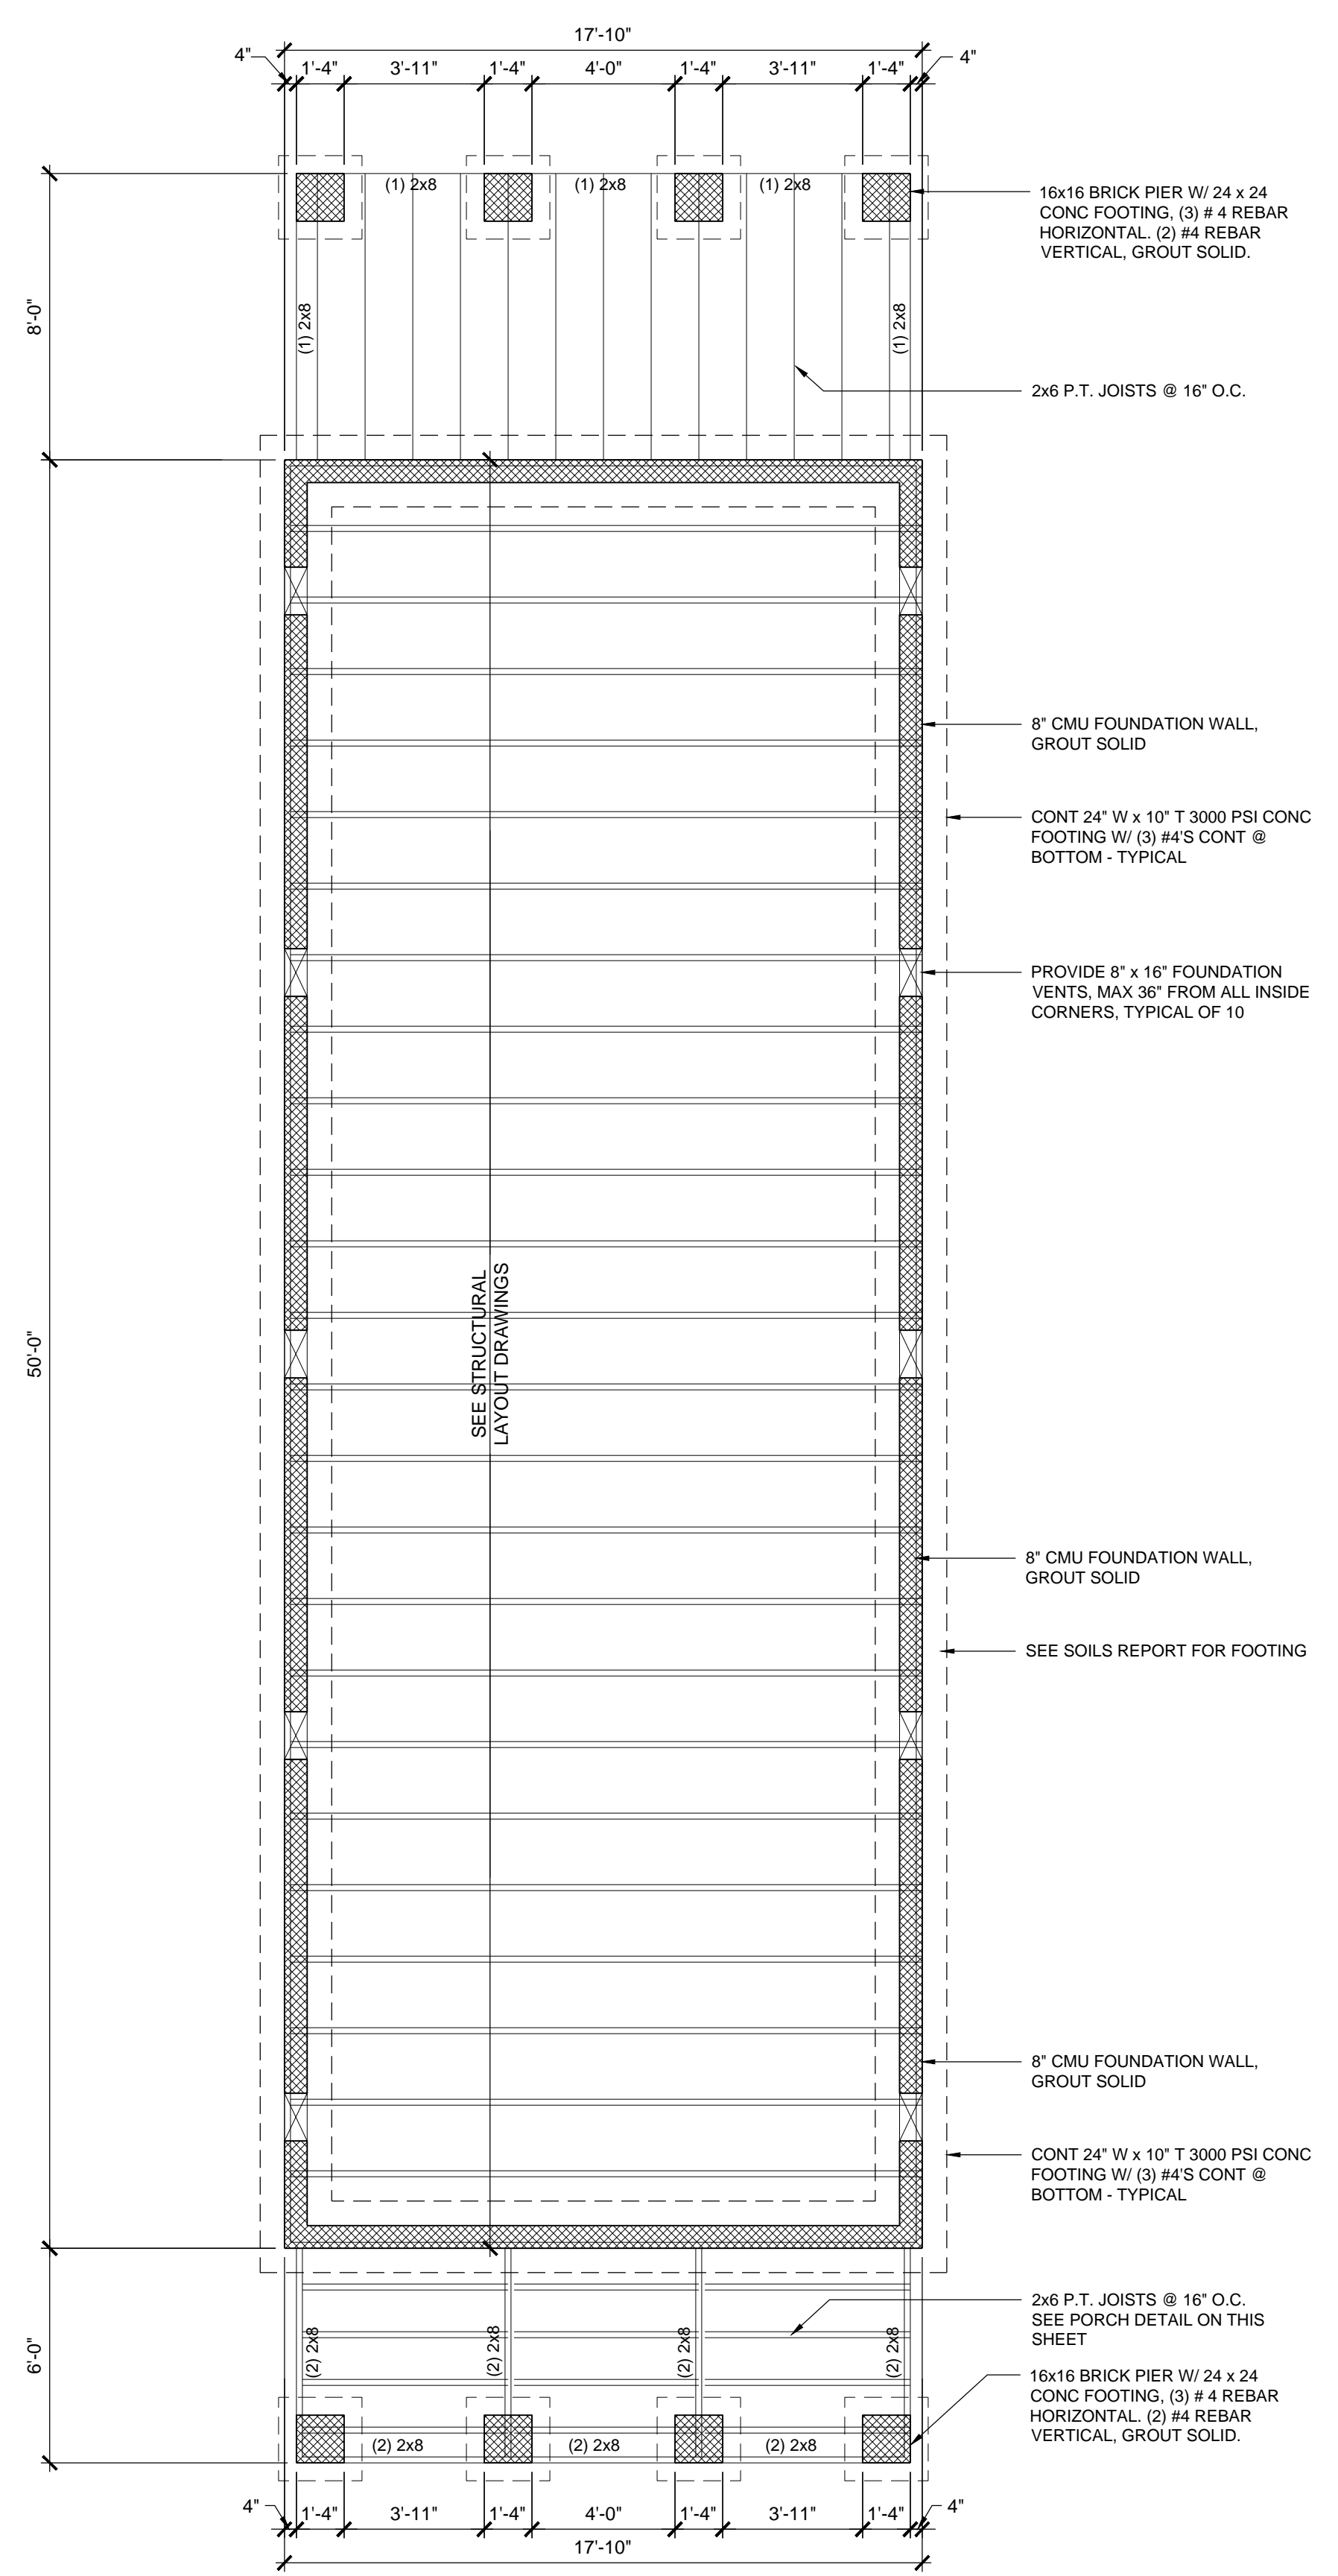 17'-10"
4"
1'-4"
3'-11"
1'-4"
4'-0"
1'-4"
3'-11"
1'-4"
4"
(1) 2x8
(1) 2x8
(1) 2x8
16x16 BRICK PIER W/ 24 x 24
CONC FOOTING, (3) # 4 REBAR
HORIZONTAL. (2) #4 REBAR
VERTICAL, GROUT SOLID.
8'-0"
(1) 2x8
(1) 2x8
2x6 P.T. JOISTS @ 16" O.C.
8" CMU FOUNDATION WALL,
GROUT SOLID
CONT 24" W x 10" T 3000 PSI CONC
FOOTING W/ (3) #4'S CONT @
BOTTOM - TYPICAL
PROVIDE 8" x 16" FOUNDATION
VENTS, MAX 36" FROM ALL INSIDE
CORNERS, TYPICAL OF 10
50'-0"
SEE STRUCTURAL
LAYOUT DRAWINGS
8" CMU FOUNDATION WALL,
GROUT SOLID
SEE SOILS REPORT FOR FOOTING
8" CMU FOUNDATION WALL,
GROUT SOLID
CONT 24" W x 10" T 3000 PSI CONC
FOOTING W/ (3) #4'S CONT @
BOTTOM - TYPICAL
6'-0"
(2) 2x8
(2) 2x8
(2) 2x8
(2) 2x8
2x6 P.T. JOISTS @ 16" O.C.
SEE PORCH DETAIL ON THIS
SHEET
16x16 BRICK PIER W/ 24 x 24
CONC FOOTING, (3) # 4 REBAR
HORIZONTAL. (2) #4 REBAR
VERTICAL, GROUT SOLID.
(2) 2x8
(2) 2x8
(2) 2x8
4"
1'-4"
3'-11"
1'-4"
4'-0"
1'-4"
3'-11"
1'-4"
4"
17'-10"